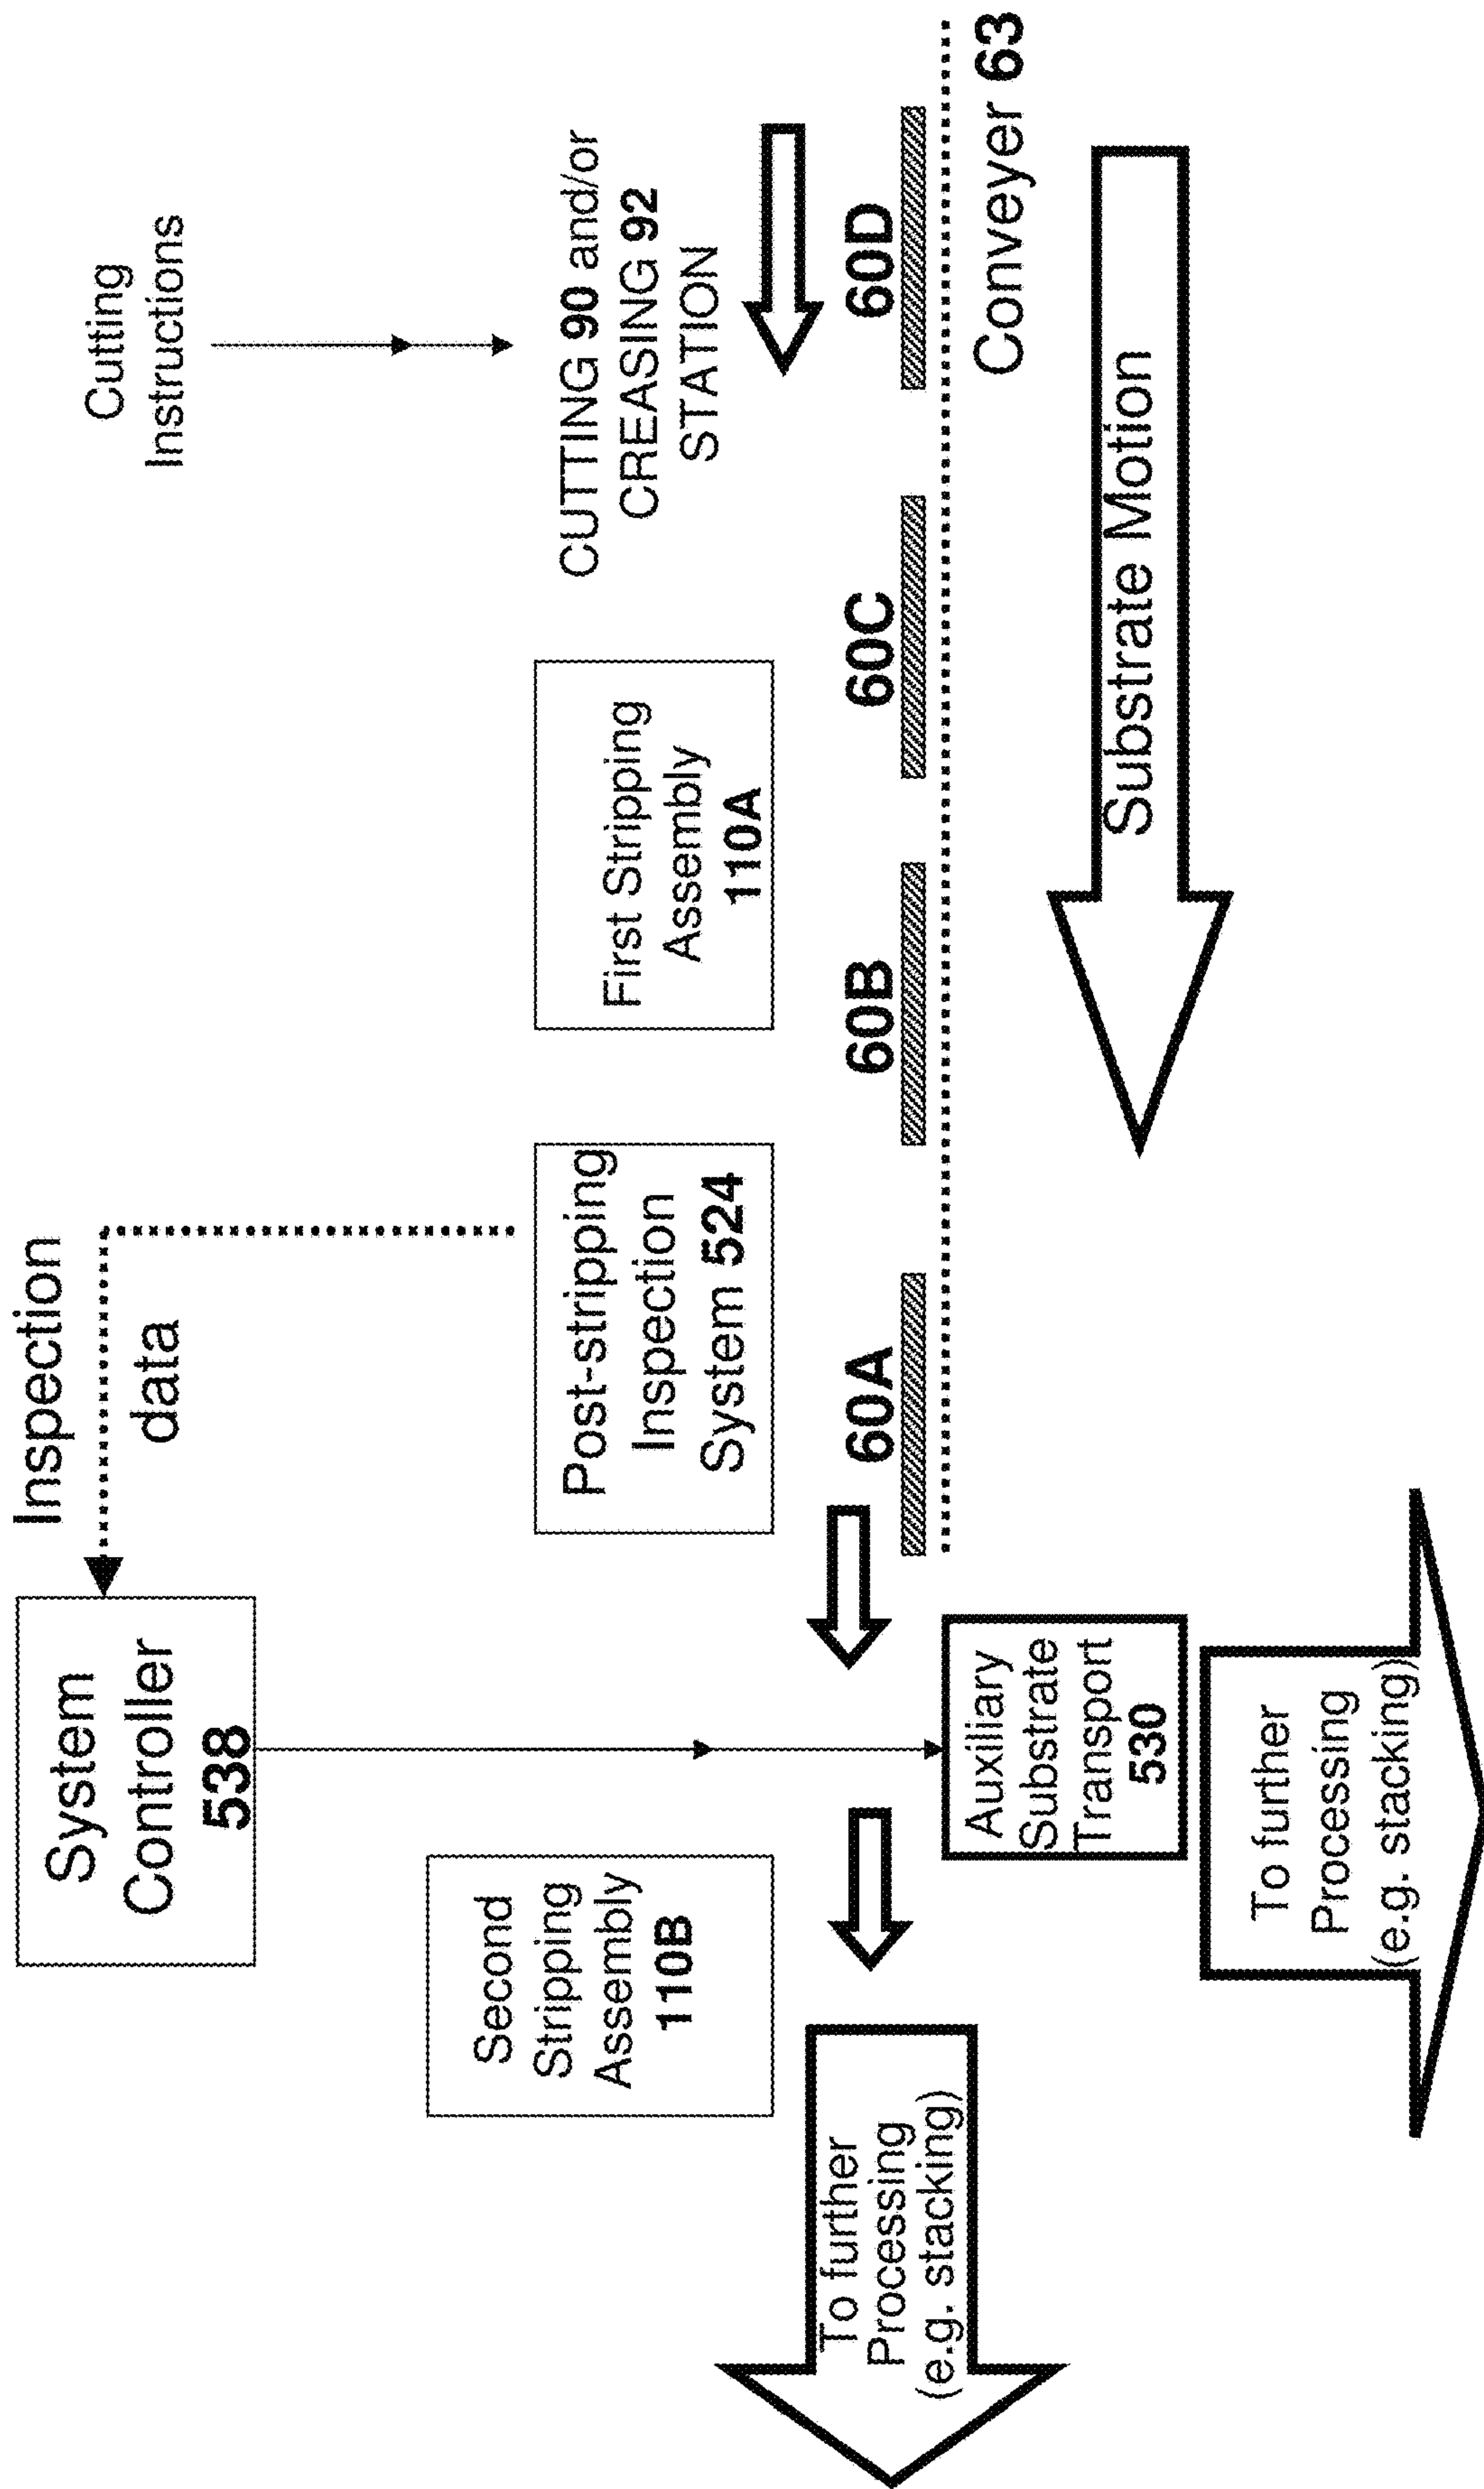 Inspection
data
System
Controller
538
Cutting
Instructions
Second
Stripping
Assembly
110B
Post-stripping
Inspection
System 524
First Stripping
Assembly
110A
CUTTING 90 and/or
CREASING 92
STATION
60A
60B
60C
60D
Conveyer 63
To further
Processing
(e.g. stacking)
Auxiliary
Substrate
Transport
530
Substrate Motion
To further
Processing
(e.g. stacking)